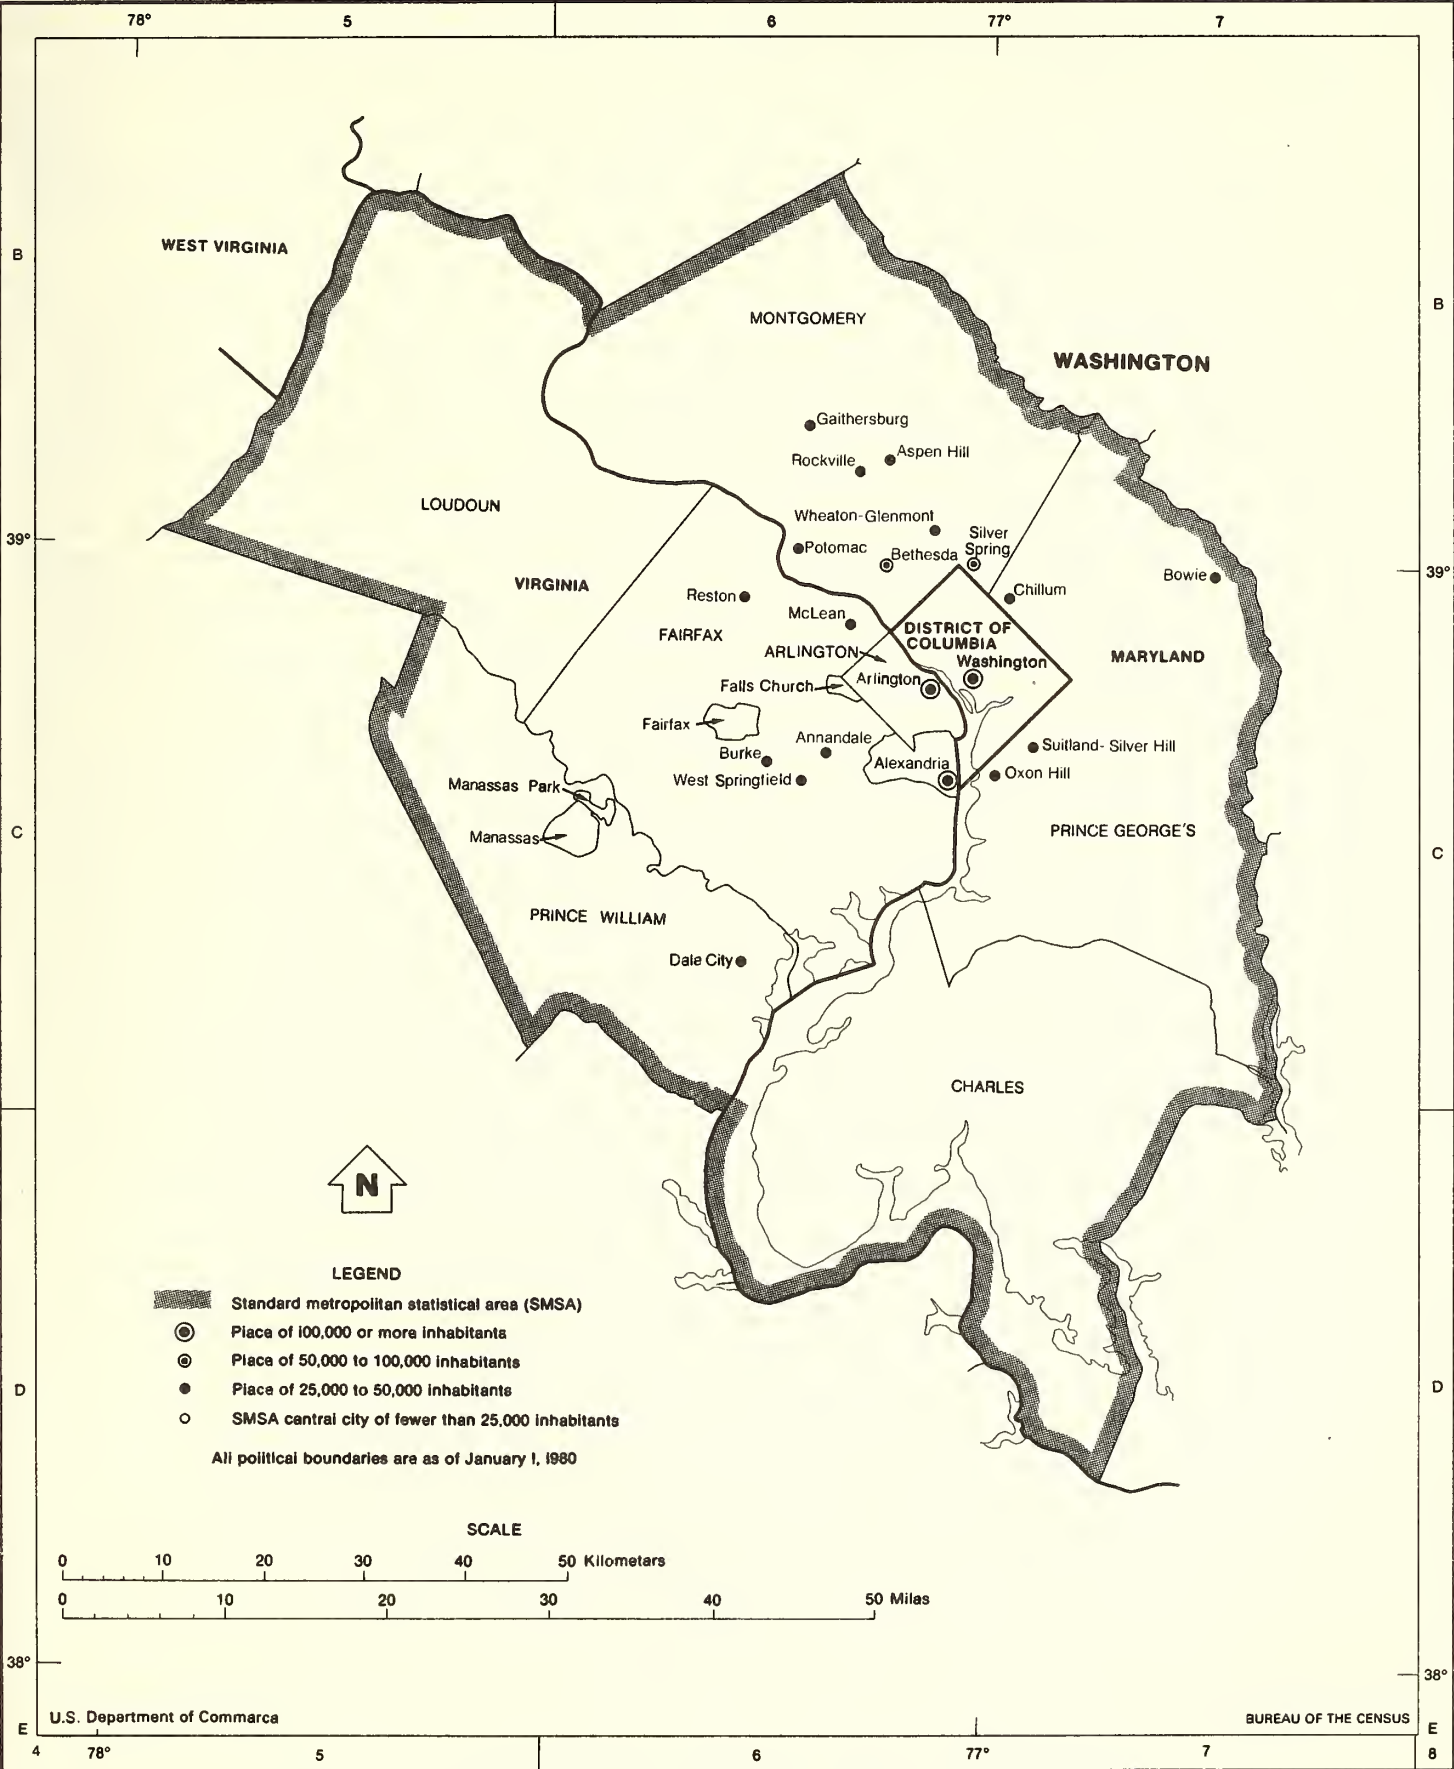 78° 5 6 77° 7
WEST VIRGINIA
B
B
MONTGOMERY
WASHINGTON
Gaithersburg
Aspen Hill
Rockville
LOUDOUN
Wheaton-Glenmont
Silver
Spring
39°
Potomac
Bethesda
39°
Bowie
VIRGINIA
Chillum
Reston
McLean
FAIRFAX
DISTRICT OF
COLUMBIA
ARLINGTON
MARYLAND
Washington
Falls Church
Arlington
Fairfax
Annandale
Suitland-Silver Hill
Burke
Alexandria
West Springfield
Oxon Hill
Manassas Park
Manassas
C
PRINCE GEORGE'S
C
PRINCE WILLIAM
Dale City
CHARLES
N
LEGEND
Standard metropolitan statistical area (SMSA)
Place of 100,000 or more inhabitants
Place of 50,000 to 100,000 inhabitants
D
Place of 25,000 to 50,000 inhabitants
D
SMSA cantral city of fewer than 25,000 inhabitants
All political boundaries are as of January 1, 1980
SCALE
0 10 20 30 40 50 Kilometars
0 10 20 30 40 50 Milas
38°
38°
U.S. Department of Commarca
BUREAU OF THE CENSUS
E
E
4 78° 5 6 77° 7 8